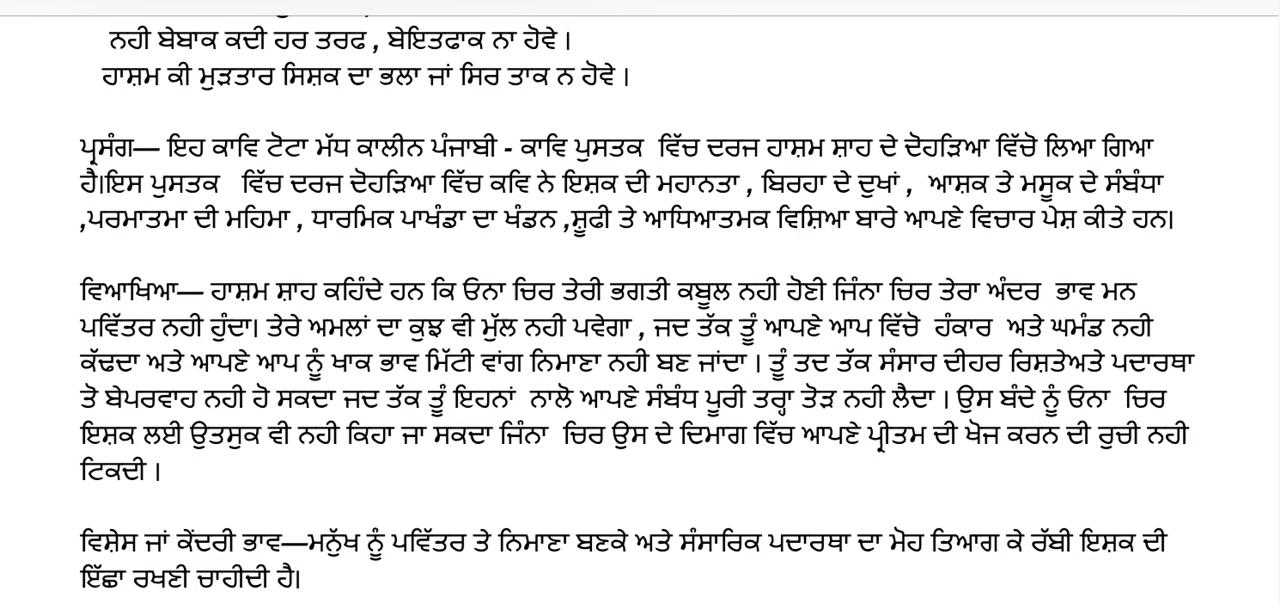 ਨਹੀ ਬੇਬਾਕ ਕਦੀ ਹਰ ਤਰਫ , ਬੇਇਤਫਾਕ ਨਾ ਹੋਵੇ ।
ਹਾਸ਼ਮ ਕੀ ਮੁੜਤਾਰ ਸਿਸ਼ਕ ਦਾ ਭਲਾ ਜਾਂ ਸਿਰ ਤਾਕ ਨ ਹੋਵੇ ।
ਪ੍ਰਸੰਗ— ਇਹ ਕਾਵਿ ਟੋਟਾ ਮੱਧ ਕਾਲੀਨ ਪੰਜਾਬੀ - ਕਾਵਿ ਪੁਸਤਕ ਵਿੱਚ ਦਰਜ ਹਾਸ਼ਮ ਸ਼ਾਹ ਦੇ ਦੋਹੜਿਆ ਵਿੱਚੋ ਲਿਆ ਗਿਆ
ਹੈ।ਇਸ ਪੁਸਤਕ ਵਿੱਚ ਦਰਜ ਦੋਹੜਿਆ ਵਿੱਚ ਕਵਿ ਨੇ ਇਸ਼ਕ ਦੀ ਮਹਾਨਤਾ , ਬਿਰਹਾ ਦੇ ਦੁਖਾਂ , ਆਸ਼ਕ ਤੇ ਮਸੂਕ ਦੇ ਸੰਬੰਧਾ
,ਪਰਮਾਤਮਾ ਦੀ ਮਹਿਮਾ , ਧਾਰਮਿਕ ਪਾਖੰਡਾ ਦਾ ਖੰਡਨ ,ਸੂਫੀ ਤੇ ਆਧਿਆਤਮਕ ਵਿਸ਼ਿਆ ਬਾਰੇ ਆਪਣੇ ਵਿਚਾਰ ਪੇਸ਼ ਕੀਤੇ ਹਨ।
ਵਿਆਖਿਆ— ਹਾਸ਼ਮ ਸ਼ਾਹ ਕਹਿੰਦੇ ਹਨ ਕਿ ਓਨਾ ਚਿਰ ਤੇਰੀ ਭਗਤੀ ਕਬੂਲ ਨਹੀ ਹੋਣੀ ਜਿੰਨਾ ਚਿਰ ਤੇਰਾ ਅੰਦਰ ਭਾਵ ਮਨ
ਪਵਿੱਤਰ ਨਹੀ ਹੁੰਦਾ। ਤੇਰੇ ਅਮਲਾਂ ਦਾ ਕੁਝ ਵੀ ਮੁੱਲ ਨਹੀ ਪਵੇਗਾ , ਜਦ ਤੱਕ ਤੂੰ ਆਪਣੇ ਆਪ ਵਿੱਚੋ ਹੰਕਾਰ ਅਤੇ ਘਮੰਡ ਨਹੀ
ਕੱਢਦਾ ਅਤੇ ਆਪਣੇ ਆਪ ਨੂੰ ਖਾਕ ਭਾਵ ਮਿੱਟੀ ਵਾਂਗ ਨਿਮਾਣਾ ਨਹੀ ਬਣ ਜਾਂਦਾ । ਤੂੰ ਤਦ ਤੱਕ ਸੰਸਾਰ ਦੀਹਰ ਰਿਸ਼ਤੇਅਤੇ ਪਦਾਰਥਾ
ਤੋ ਬੇਪਰਵਾਹ ਨਹੀ ਹੋ ਸਕਦਾ ਜਦ ਤੱਕ ਤੂੰ ਇਹਨਾਂ ਨਾਲੋ ਆਪਣੇ ਸੰਬੰਧ ਪੂਰੀ ਤਰ੍ਹਾ ਤੋੜ ਨਹੀ ਲੈਦਾ । ਉਸ ਬੰਦੇ ਨੂੰ ਓਨਾ ਚਿਰ
ਇਸ਼ਕ ਲਈ ਉਤਸੁਕ ਵੀ ਨਹੀ ਕਿਹਾ ਜਾ ਸਕਦਾ ਜਿੰਨਾ ਚਿਰ ਉਸ ਦੇ ਦਿਮਾਗ ਵਿੱਚ ਆਪਣੇ ਪ੍ਰੀਤਮ ਦੀ ਖੋਜ ਕਰਨ ਦੀ ਰੁਚੀ ਨਹੀ
ਟਿਕਦੀ ।
ਵਿਸ਼ੇਸ ਜਾਂ ਕੇਂਦਰੀ ਭਾਵ—ਮਨੁੱਖ ਨੂੰ ਪਵਿੱਤਰ ਤੇ ਨਿਮਾਣਾ ਬਣਕੇ ਅਤੇ ਸੰਸਾਰਿਕ ਪਦਾਰਥਾ ਦਾ ਮੋਹ ਤਿਆਗ ਕੇ ਰੱਬੀ ਇਸ਼ਕ ਦੀ
ਇੱਛਾ ਰਖਣੀ ਚਾਹੀਦੀ ਹੈ।